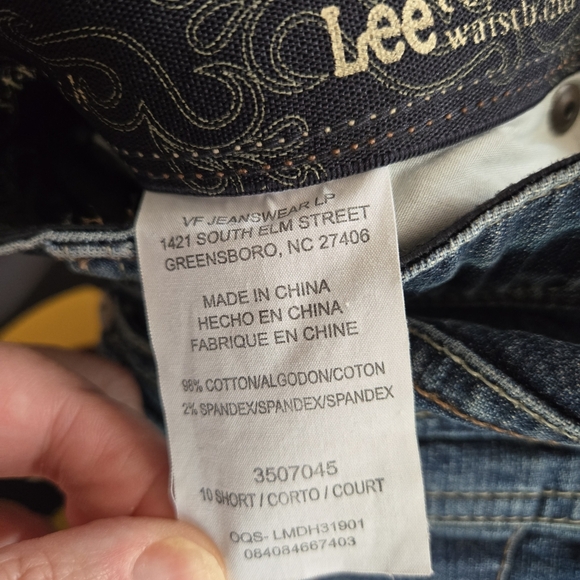 Lee
VF JEANSWEAR LP
1421 SOUTH ELM STREET
GREENSBORO, NC 27406
MADE IN CHINA
HECHO EN CHINA
FABRIQUE EN CHINE
98% COTTON/ALGODON/COTON
2% SPANDEX/SPANDEX/SPANDEX
3507045
10 SHORT / CORTO / COURT
OQS- LMDH31901
084084667403